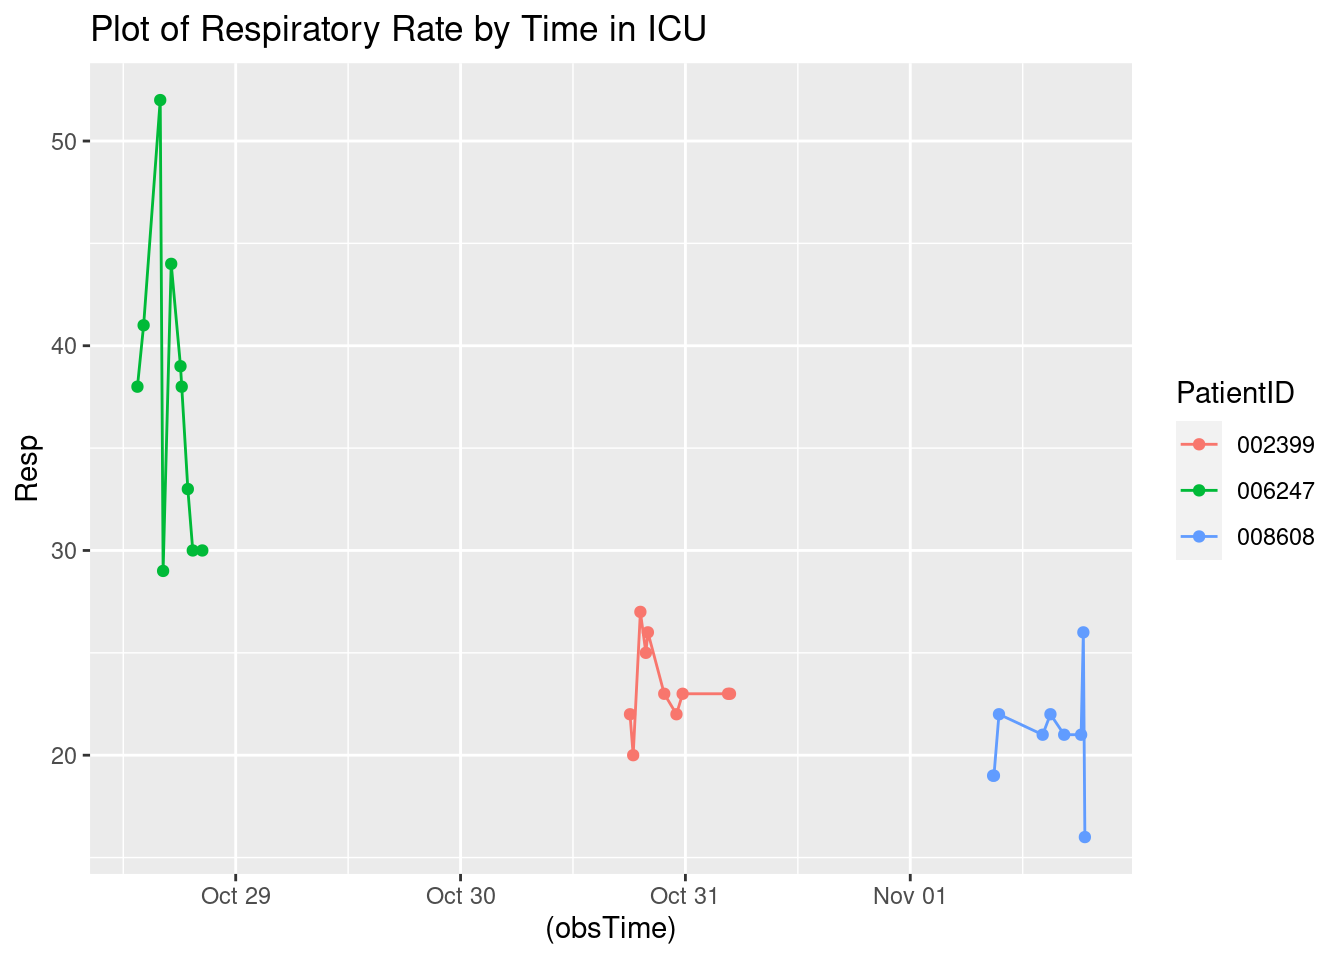 Plot of Respiratory Rate by Time in ICU
50
40
30
20
Resp
Oct 29
Oct 30
Oct 31
Nov 01
(obsTime)
PatientID
002399
006247
008608